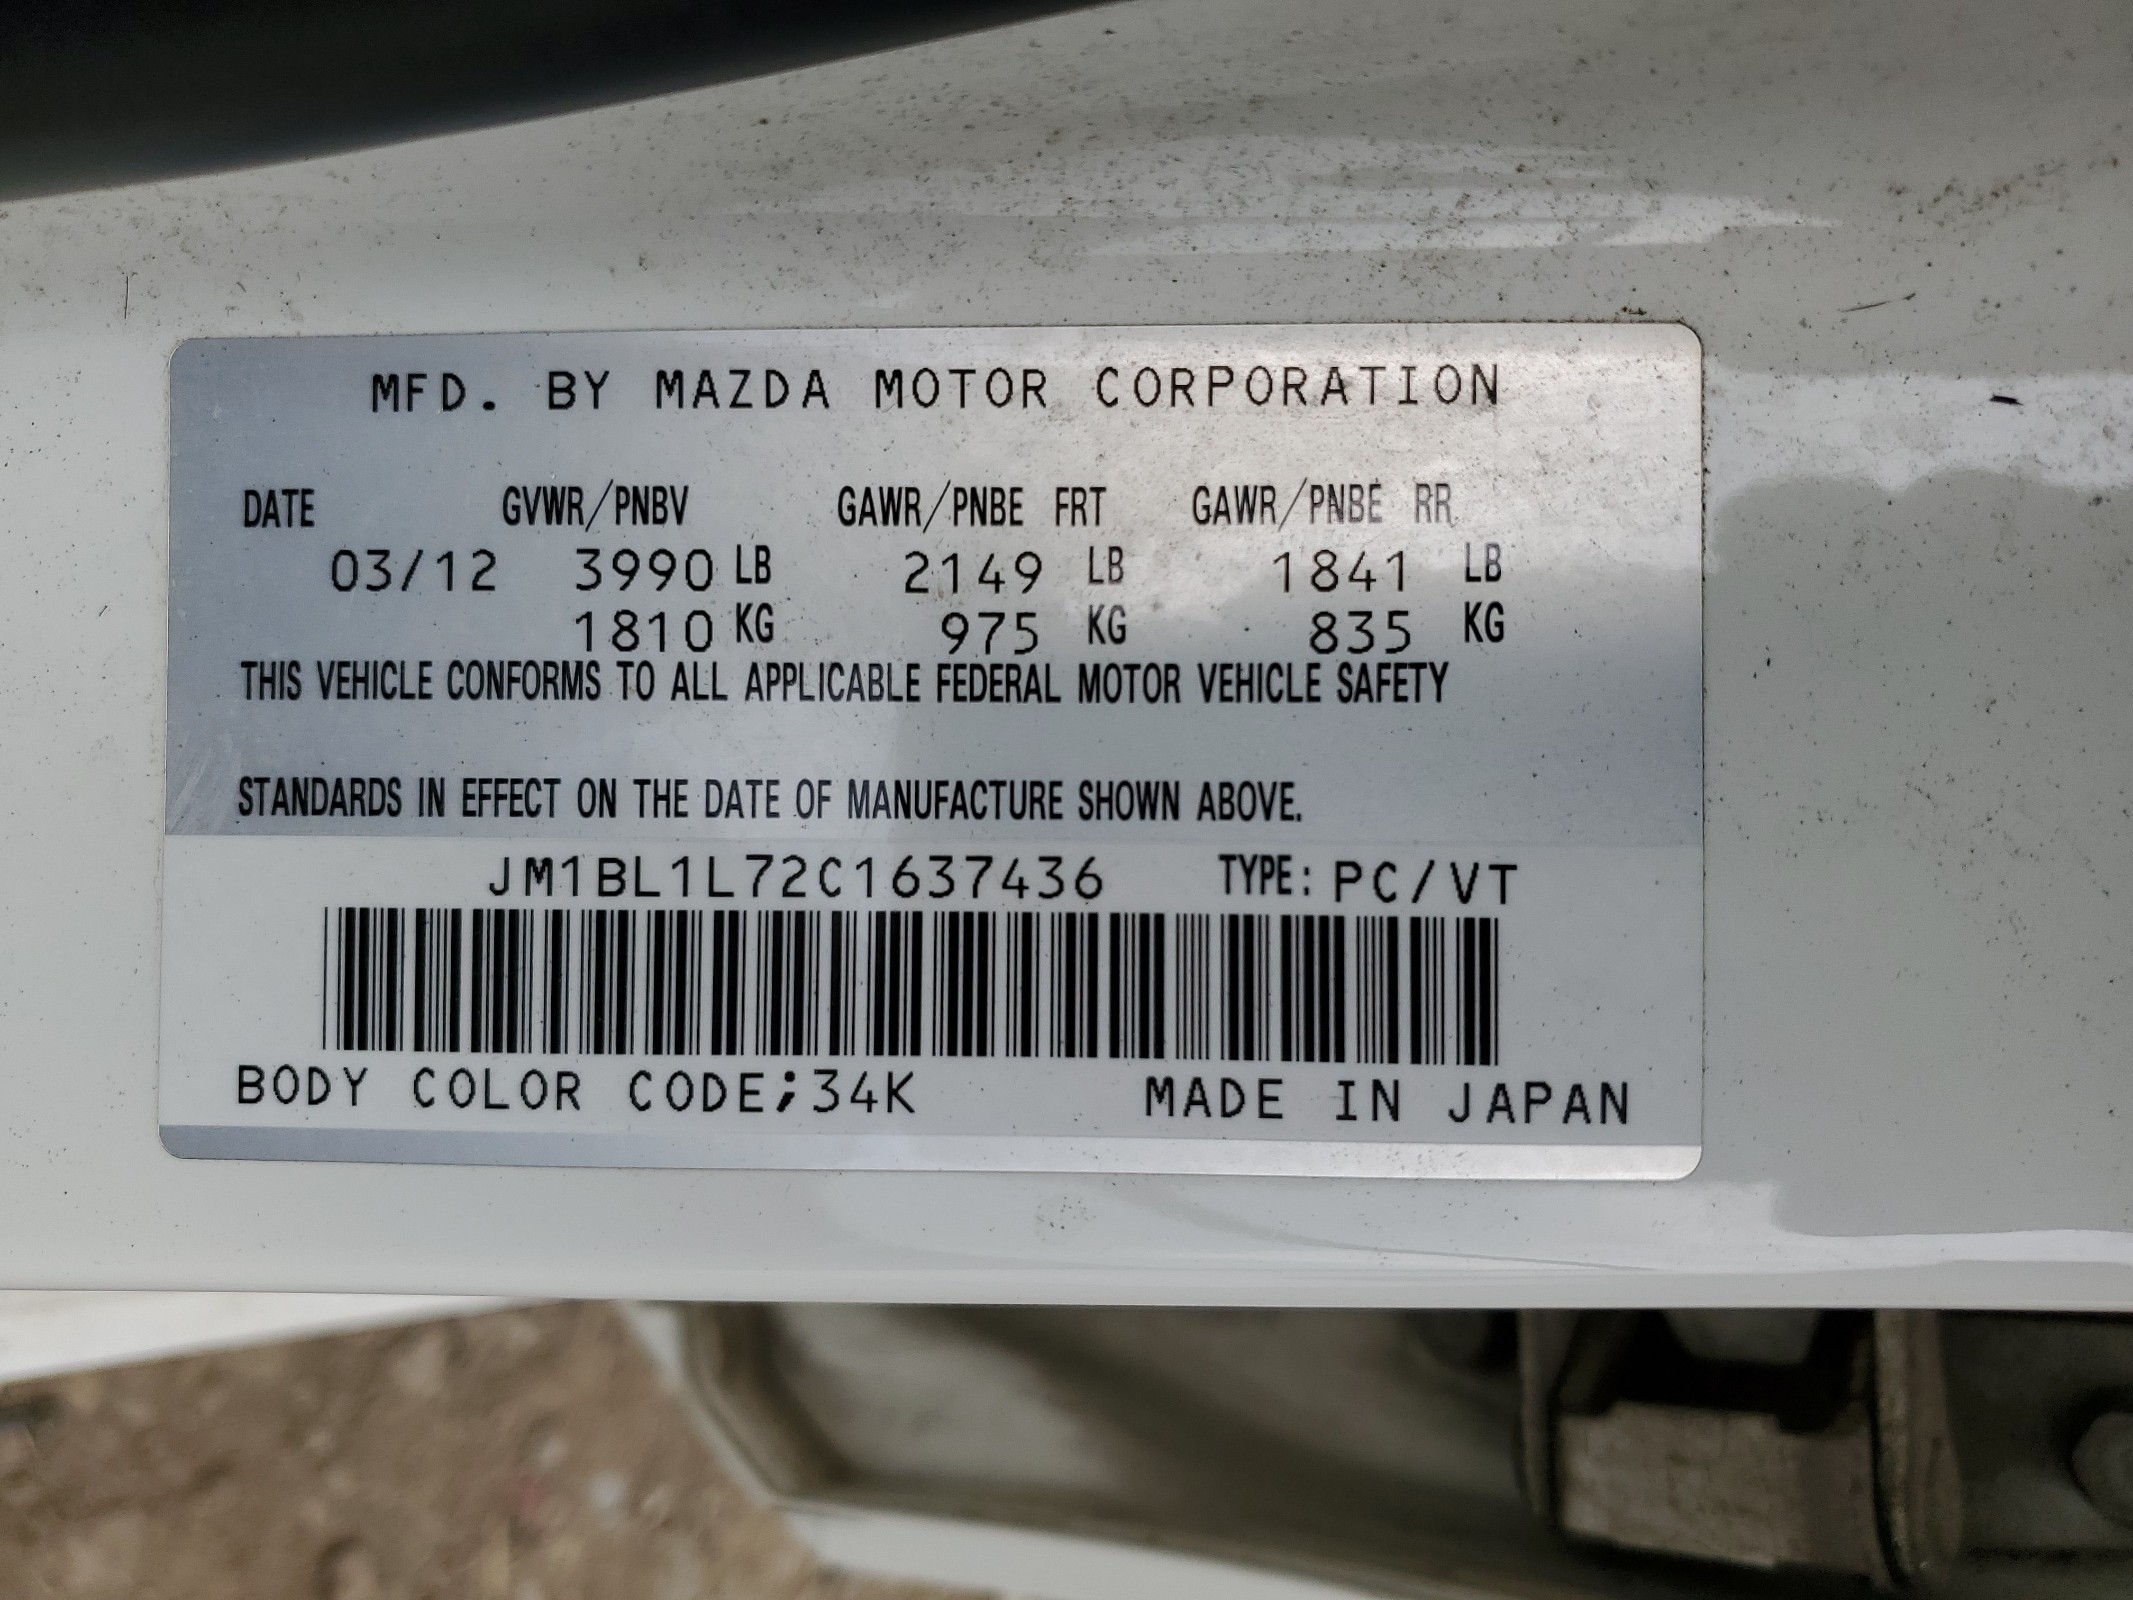 MFD. BY MAZDA MOTOR CORPORATION
DATE GVWR/PNBV GAWR/PNBE FRT GAWR/PNBE RR
03/12 3990 LB 2149 LB 1841 LB
1810 KG 975 KG 835 KG
THIS VEHICLE CONFORMS TO ALL APPLICABLE FEDERAL MOTOR VEHICLE SAFETY
STANDARDS IN EFFECT ON THE DATE OF MANUFACTURE SHOWN ABOVE.
JM1BL1L72C1637436 TYPE: PC/VT
BODY COLOR CODE;34K MADE IN JAPAN